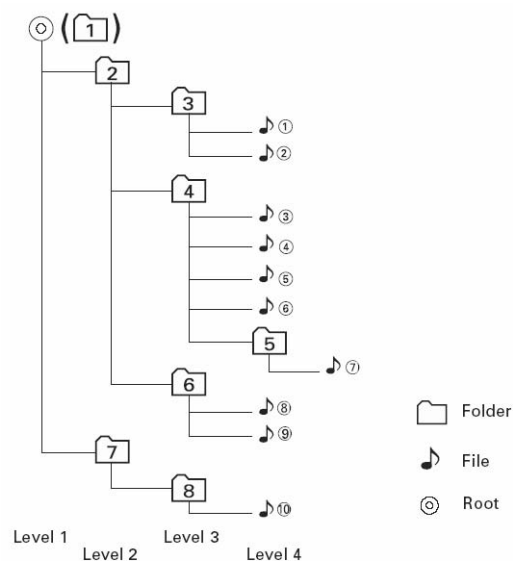 (1)
2
3
①
②
4
③
④
⑤
⑥
5
⑦
6
⑧
⑨
7
8
⑩
Folder
File
Root
Level 1
Level 2
Level 3
Level 4